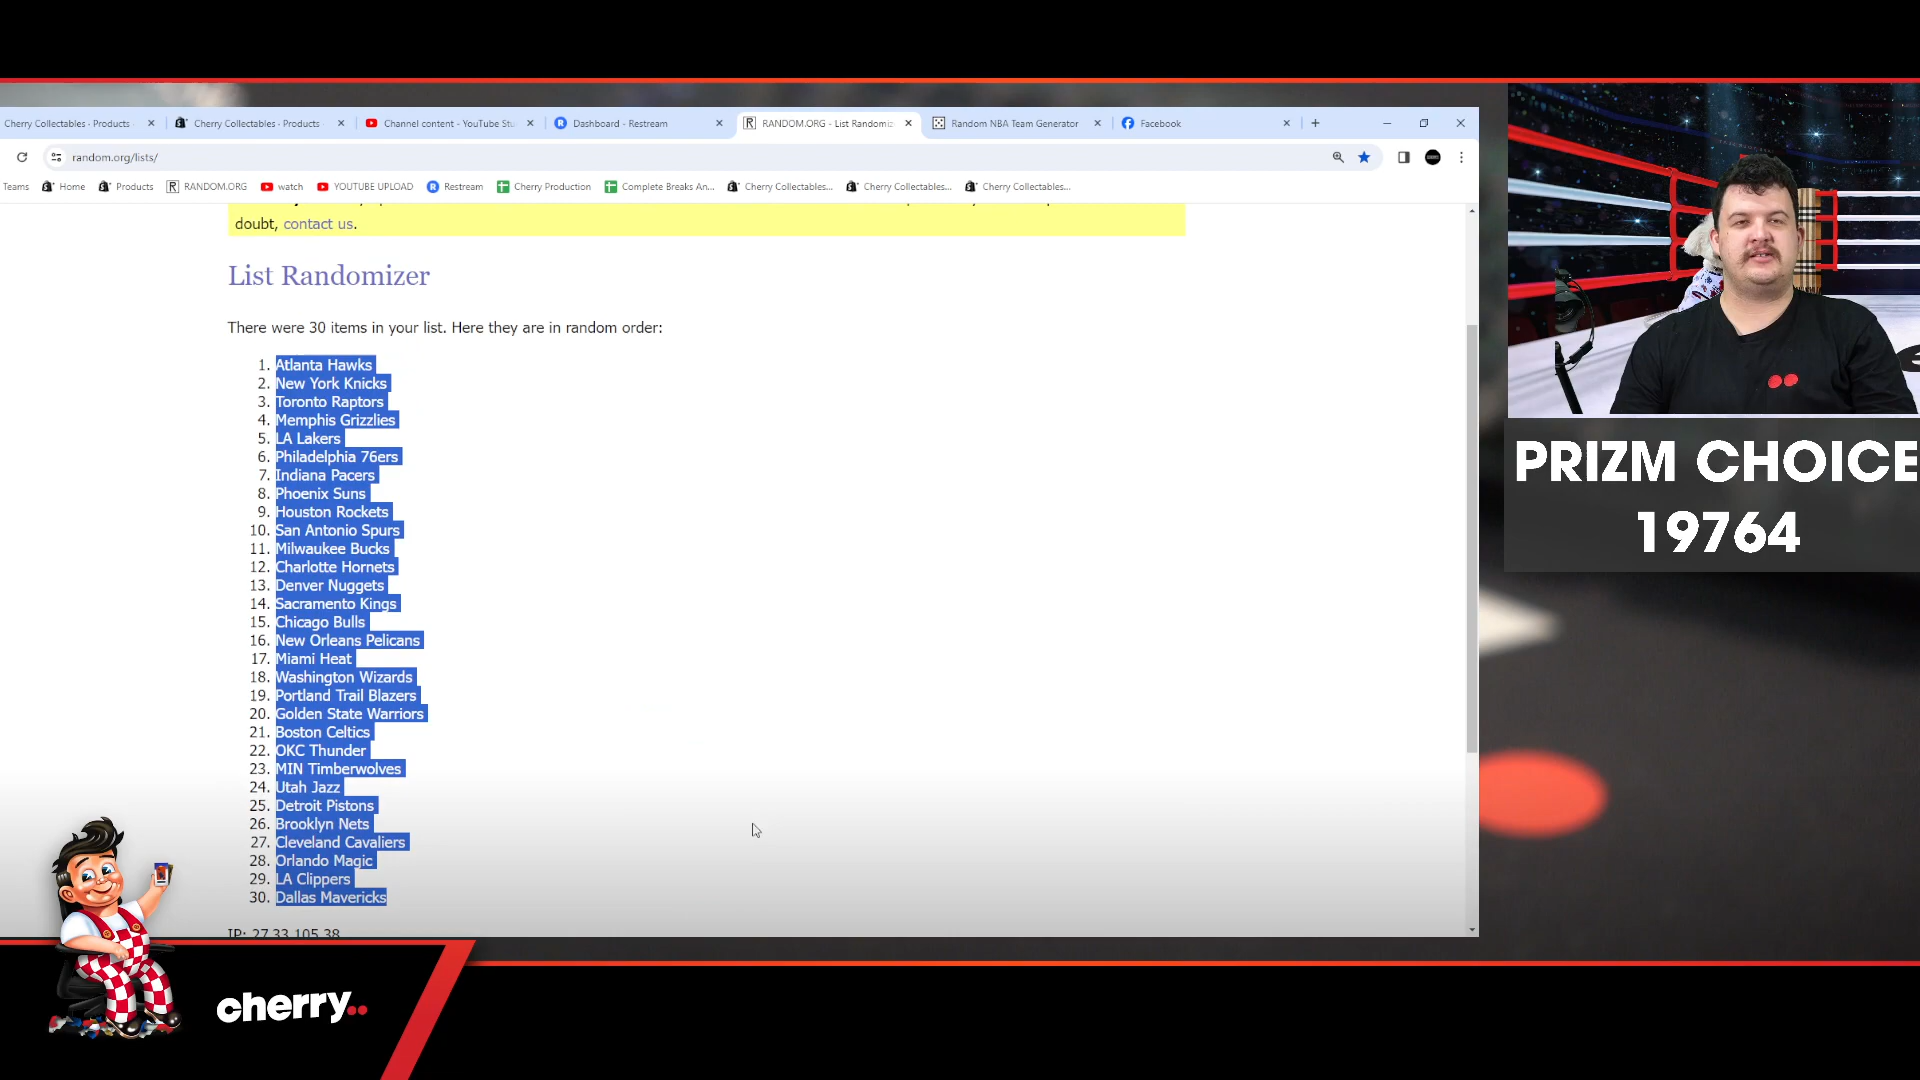 Cherry Collectables · Products
Cherry Collectables · Products
Channel content - YouTube Stu
Dashboard - Restream
RANDOM.ORG - List Randomiz
Random NBA Team Generator
Facebook
random.org/lists/
Teams
Home
Products
RANDOM.ORG
watch
YOUTUBE UPLOAD
Restream
Cherry Production
Complete Breaks An...
Cherry Collectables...
Cherry Collectables...
Cherry Collectables...
doubt, contact us.
List Randomizer
There were 30 items in your list. Here they are in random order:
1. Atlanta Hawks
2. New York Knicks
3. Toronto Raptors
4. Memphis Grizzlies
5. LA Lakers
6. Philadelphia 76ers
7. Indiana Pacers
8. Phoenix Suns
9. Houston Rockets
10. San Antonio Spurs
11. Milwaukee Bucks
12. Charlotte Hornets
13. Denver Nuggets
14. Sacramento Kings
15. Chicago Bulls
16. New Orleans Pelicans
17. Miami Heat
18. Washington Wizards
19. Portland Trail Blazers
20. Golden State Warriors
21. Boston Celtics
22. OKC Thunder
23. MIN Timberwolves
24. Utah Jazz
25. Detroit Pistons
26. Brooklyn Nets
27. Cleveland Cavaliers
28. Orlando Magic
29. LA Clippers
30. Dallas Mavericks
IP: 27.33.105.38
PRIZM CHOICE
19764
cherry..